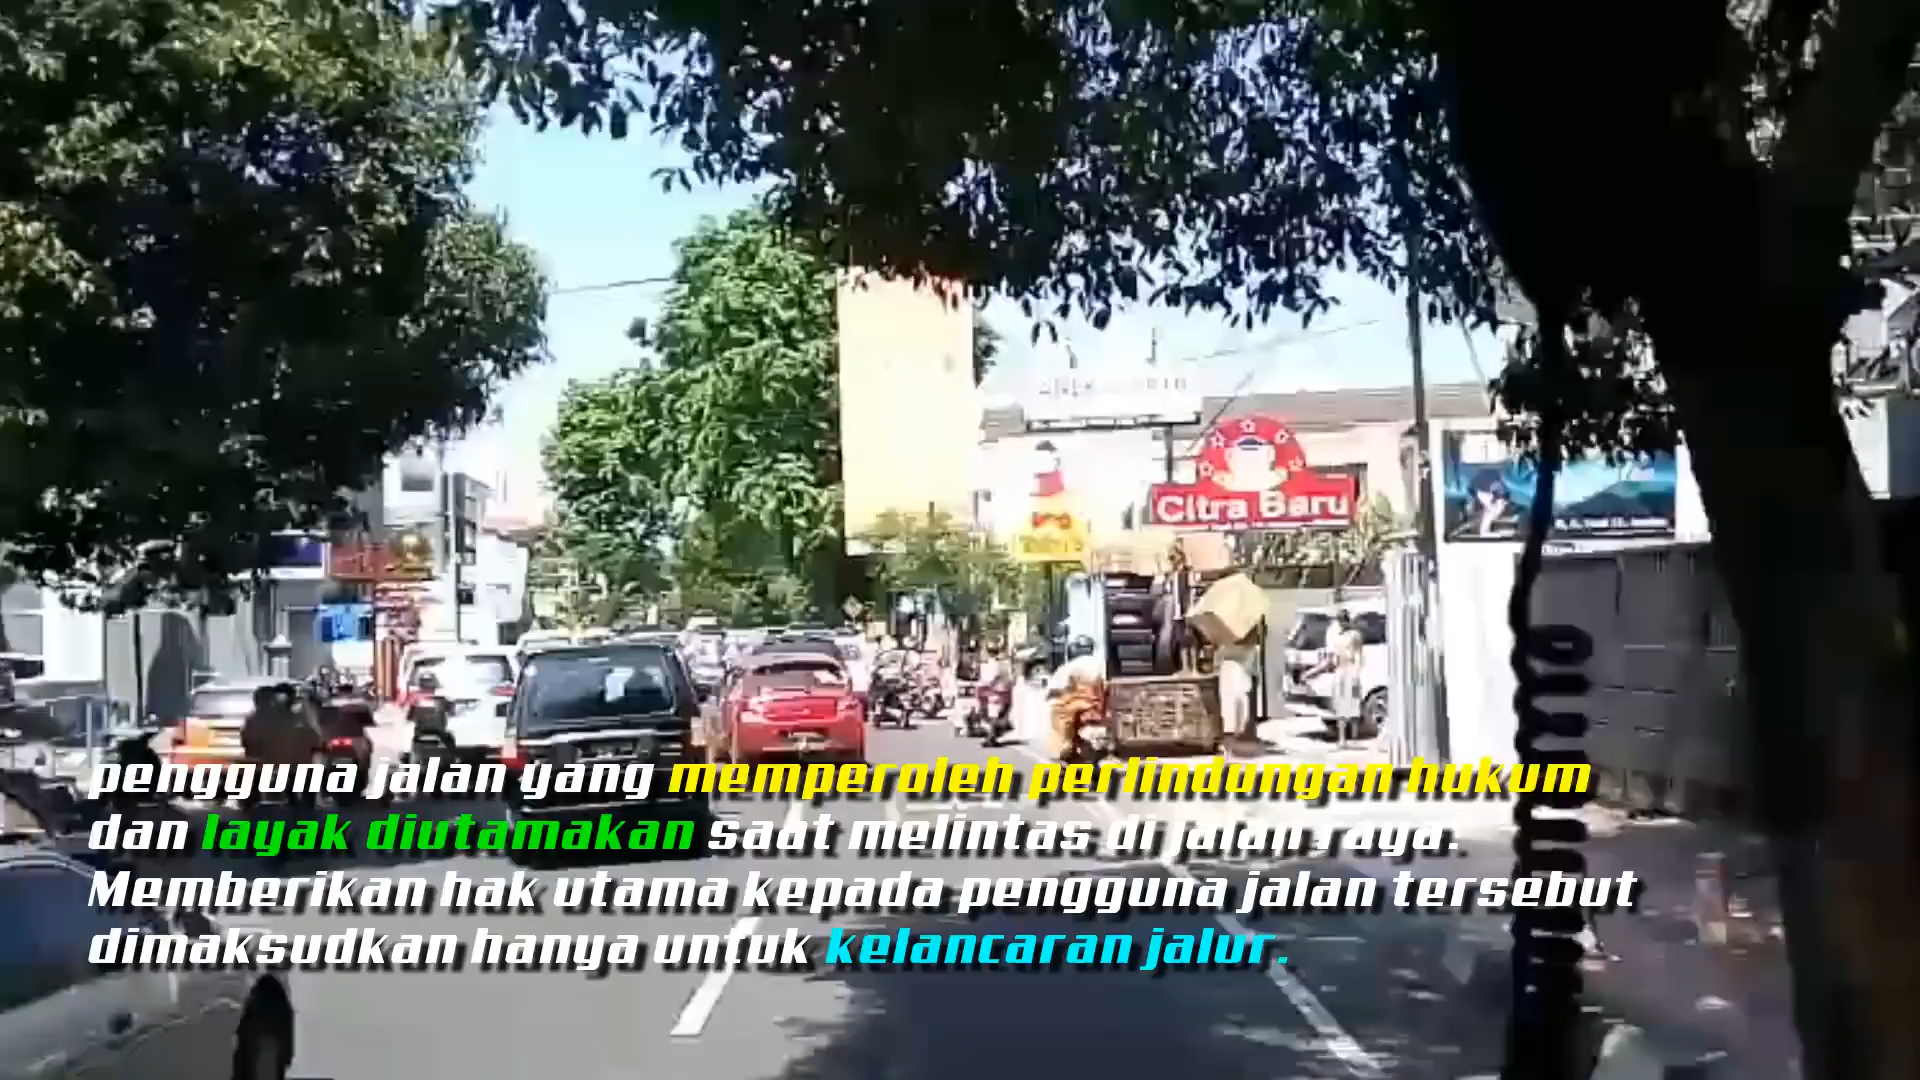 Citra Baru
pengguna jalan yang memperoleh perlindungan hukum
dan layak diutamakan saat melintas di jalan raya.
Memberikan hak utama kepada pengguna jalan tersebut
dimaksudkan hanya untuk kelancaran jalur.